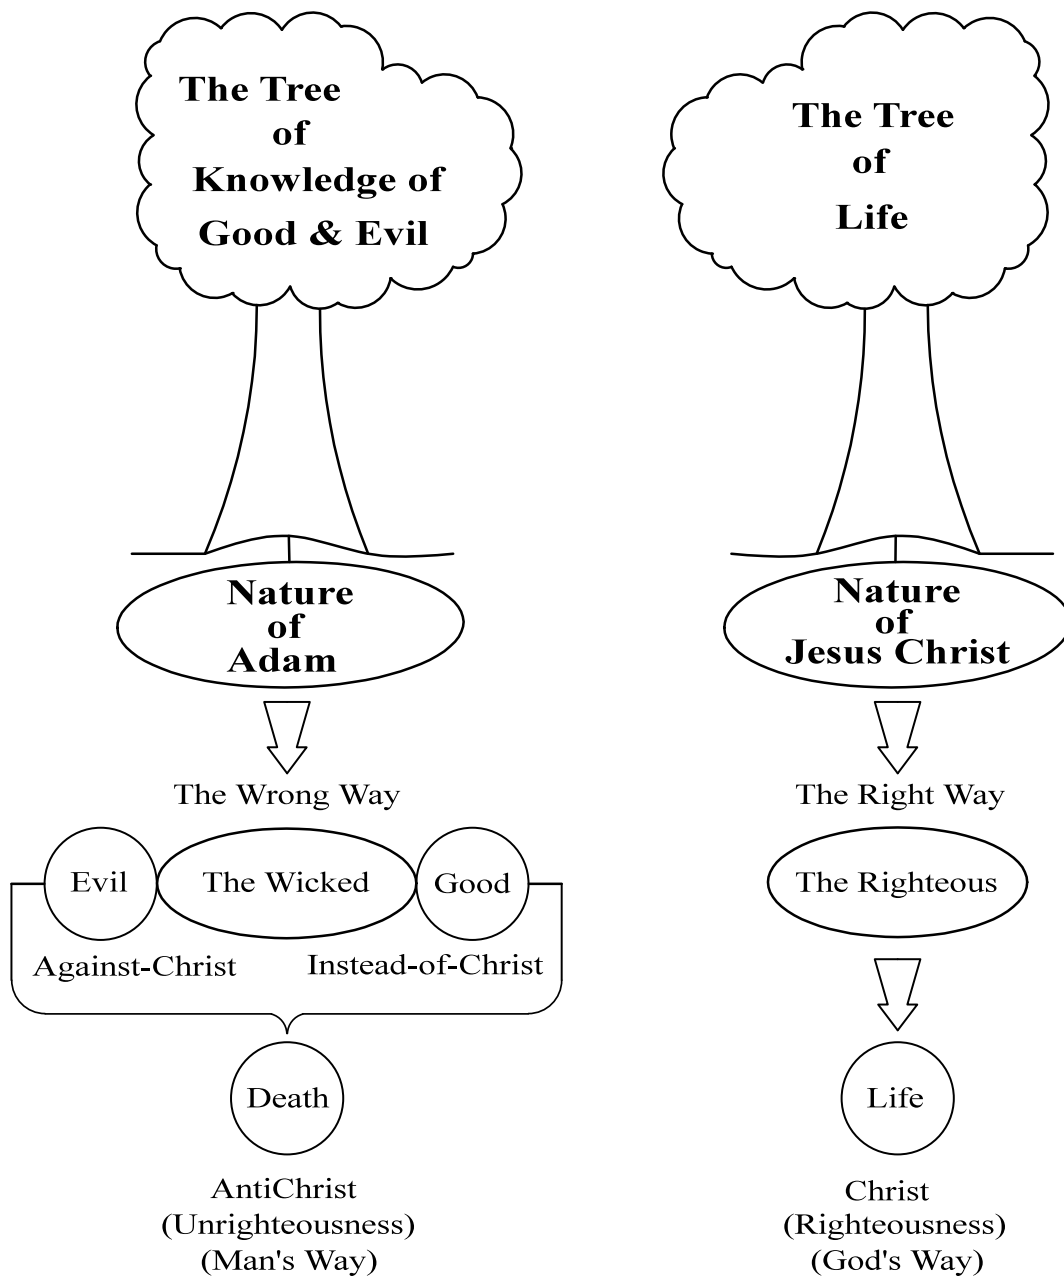 The Tree
of
Knowledge of
Good & Evil
Nature
of
Adam
The Wrong Way
Evil
The Wicked
Good
Against-Christ
Instead-of-Christ
Death
AntiChrist
(Unrighteousness)
(Man's Way)
The Tree
of
Life
Nature
of
Jesus Christ
The Right Way
The Righteous
Life
Christ
(Righteousness)
(God's Way)